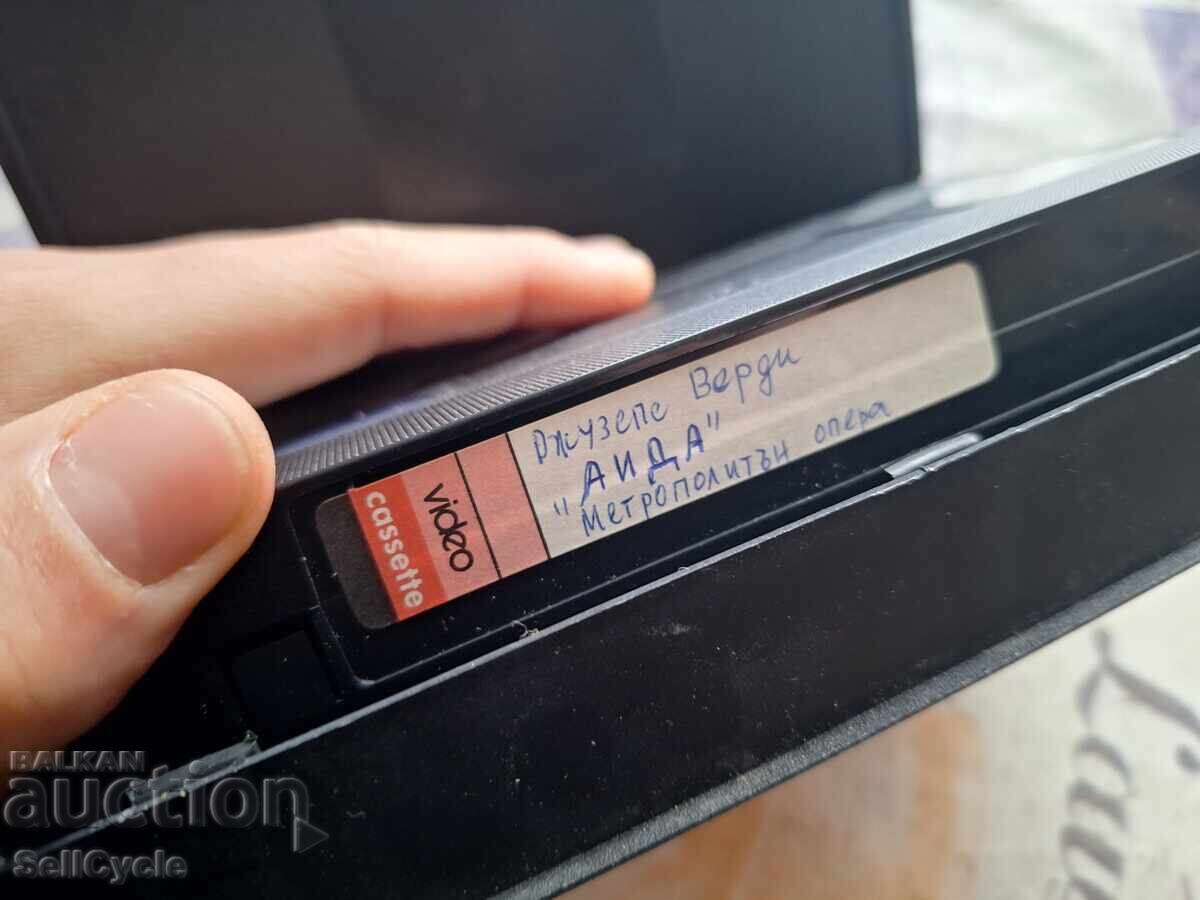 Джузепе Верди
"АИДА"
Метрополитън опера
video
cassette
BALKAN
auction
SellCycle